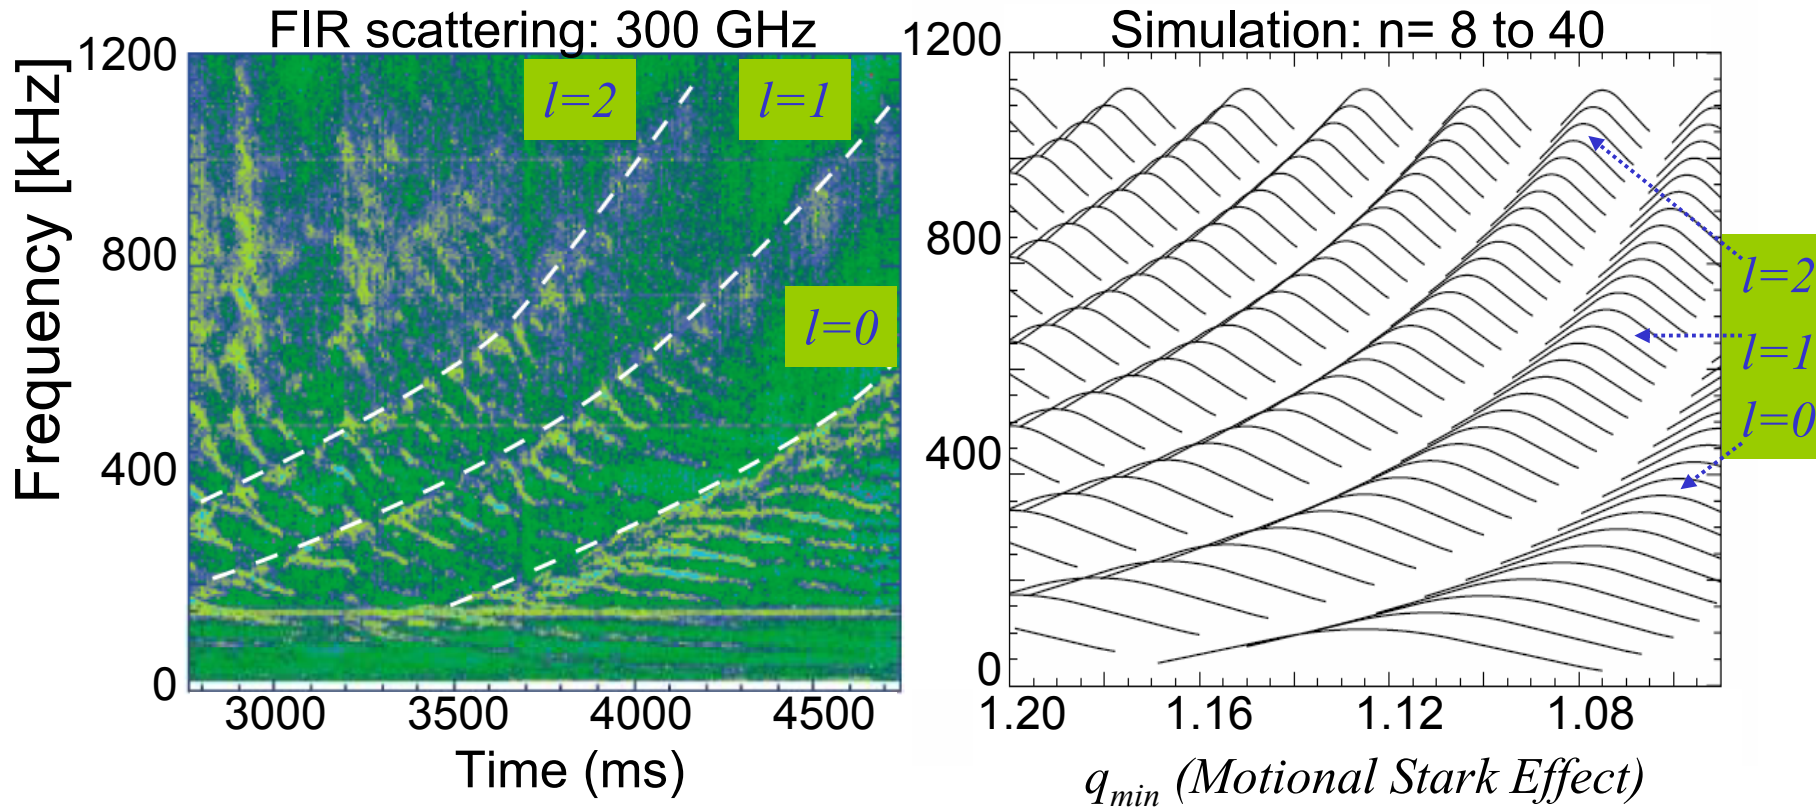 FIR scattering: 300 GHz
Frequency [kHz]
1200
800
400
0
l=2
l=1
l=0
3000
3500
4000
4500
Time (ms)
Simulation: n= 8 to 40
1200
800
400
0
l=2
l=1
l=0
1.20
1.16
1.12
1.08
qmin (Motional Stark Effect)